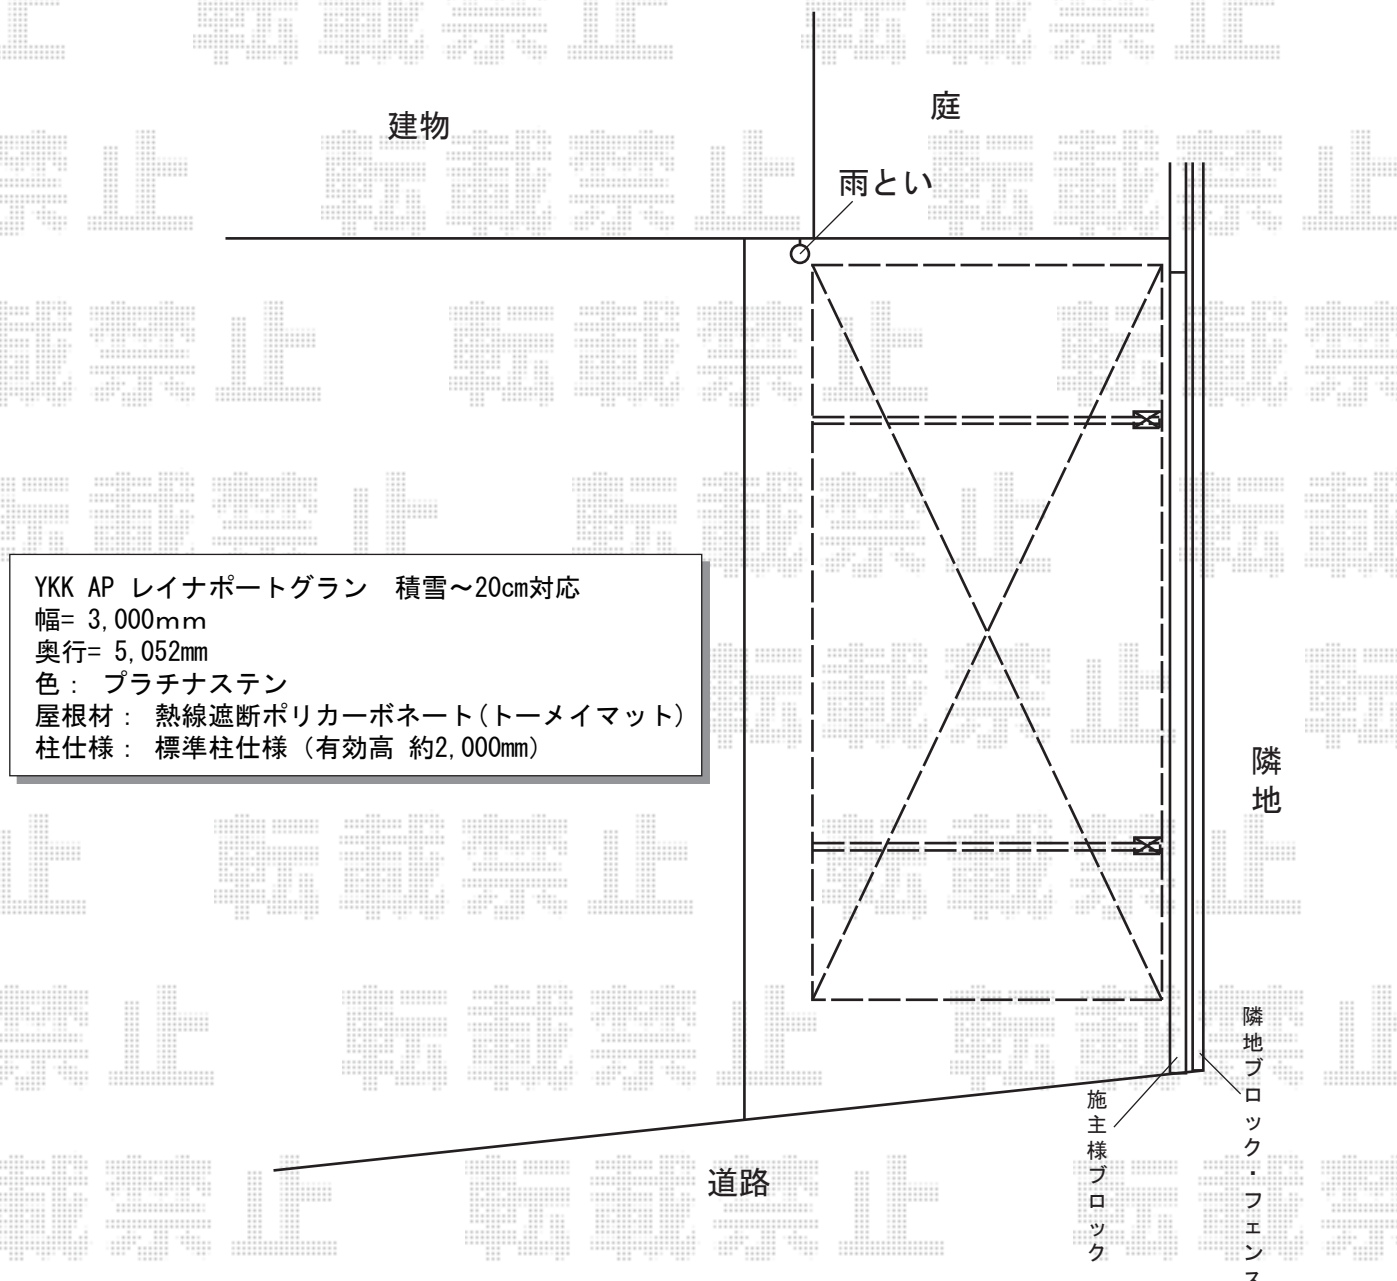 建物
庭
雨とい
YKK AP レイナポートグラン 積雪～20cm対応
幅= 3,000mm
奥行= 5,052mm
色： プラチナステン
屋根材： 熱線遮断ポリカーボネート(トーメイマット)
柱仕様： 標準柱仕様 (有効高 約2,000mm)
隣地
隣地ブロック・フェンス
施主様ブロック
道路
転載禁止